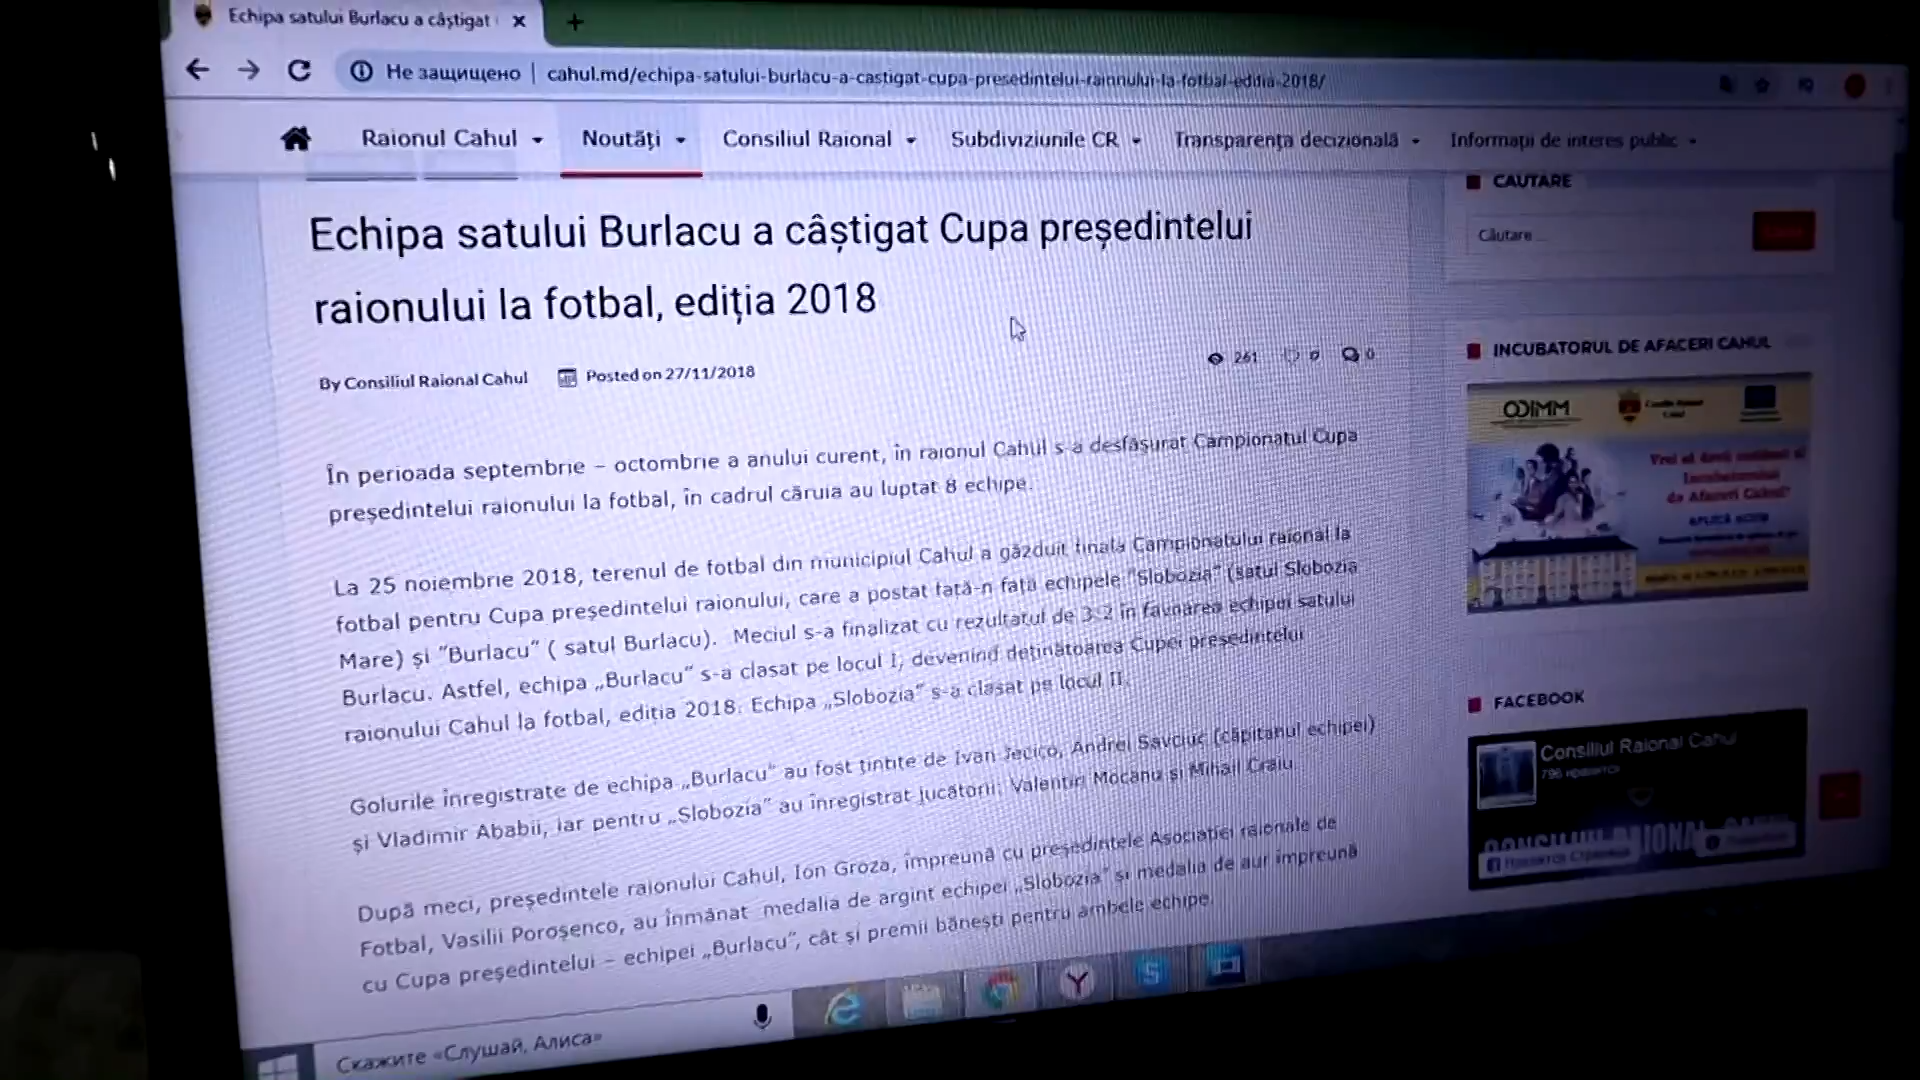 Echipa satului Burlacu a câștigat
Не защищено | cahul.md/echipa-satului-burlacu-a-castigat-cupa-presedintelui-raionului-la-fotbal-editia-2018/
Raionul Cahul Noutăți Consiliul Raional Subdiviziunile CR Transparența decizională Informații de interes public
Echipa satului Burlacu a câștigat Cupa președintelui
raionului la fotbal, ediția 2018
By Consiliul Raional Cahul Posted on 27/11/2018
261 0 0
În perioada septembrie – octombrie a anului curent, în raionul Cahul s-a desfășurat Campionatul Cupa
președintelui raionului la fotbal, în cadrul căruia au luptat 8 echipe.
La 25 noiembrie 2018, terenul de fotbal din municipiul Cahul a găzduit finala Campionatului raional la
fotbal pentru Cupa președintelui raionului, care a postat față-n fața echipele "Slobozia" (satul Slobozia
Mare) și "Burlacu" ( satul Burlacu). Meciul s-a finalizat cu rezultatul de 3-2 în favoarea echipei satului
Burlacu. Astfel, echipa „Burlacu" s-a clasat pe locul I, devenind deținătoarea Cupei președintelui
raionului Cahul la fotbal, ediția 2018. Echipa „Slobozia" s-a clasat pe locul II.
Golurile înregistrate de echipa „Burlacu" au fost țintite de Ivan Jecico, Andrei Savciuc (căpitanul echipei)
și Vladimir Ababii, iar pentru „Slobozia" au înregistrat jucătorii: Valentin Mocanu și Mihail Craiu.
După meci, președintele raionului Cahul, Ion Groza, împreună cu președintele Asociației raionale de
Fotbal, Vasilii Poroșenco, au înmânat medalia de argint echipei „Slobozia" și medalia de aur împreună
cu Cupa președintelui – echipei „Burlacu", cât și premii bănești pentru ambele echipe.
CAUTARE
Căutare ...
INCUBATORUL DE AFACERI CAHUL
ODIMM
Incubatorului
de Afaceri Cahul?
FACEBOOK
Consiliul Raional Cahul
CONSILIUL RAIONAL
Скажите «Слушай, Алиса»